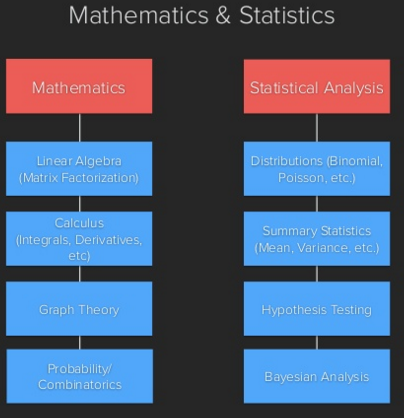 Mathematics & Statistics
Mathematics
Linear Algebra
(Matrix Factorization)
Calculus
(Integrals, Derivatives,
etc)
Graph Theory
Probability/
Combinatorics
Statistical Analysis
Distributions (Binomial,
Poisson, etc.)
Summary Statistics
(Mean, Variance, etc.)
Hypothesis Testing
Bayesian Analysis